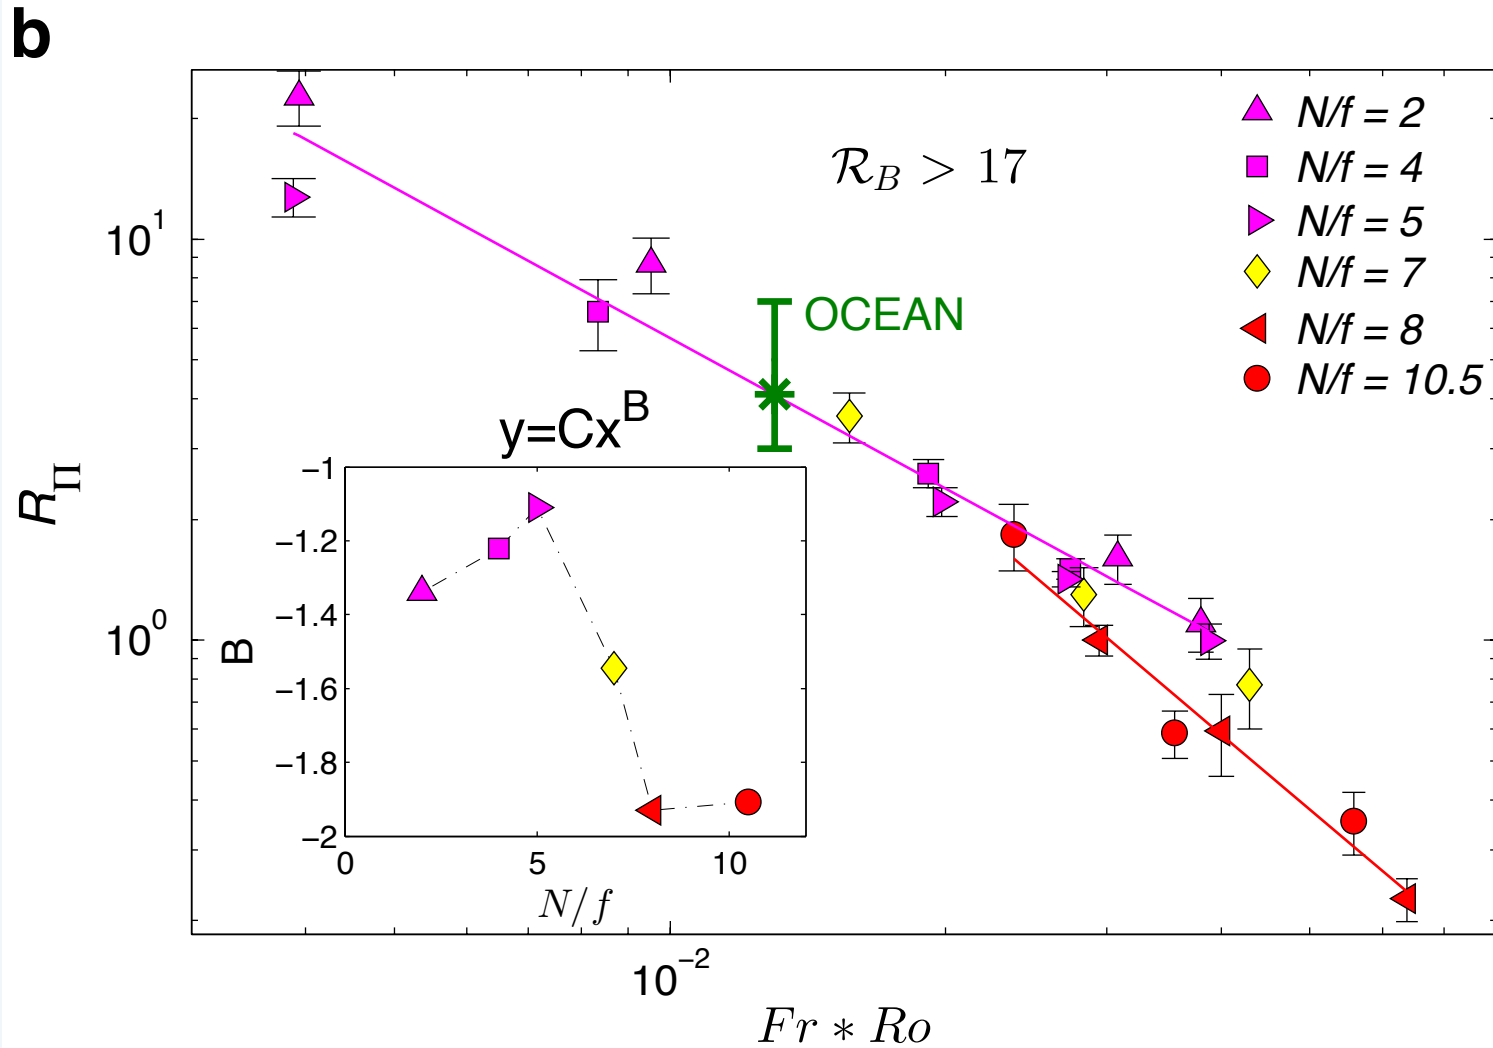 b
N/f = 2
N/f = 4
N/f = 5
N/f = 7
N/f = 8
N/f = 10.5
ℛ_B > 17
OCEAN
10^1
10^0
R_Π
y=Cx^B
−1
−1.2
−1.4
−1.6
−1.8
−2
B
0 5 10
N/f
10^−2
Fr ∗ Ro